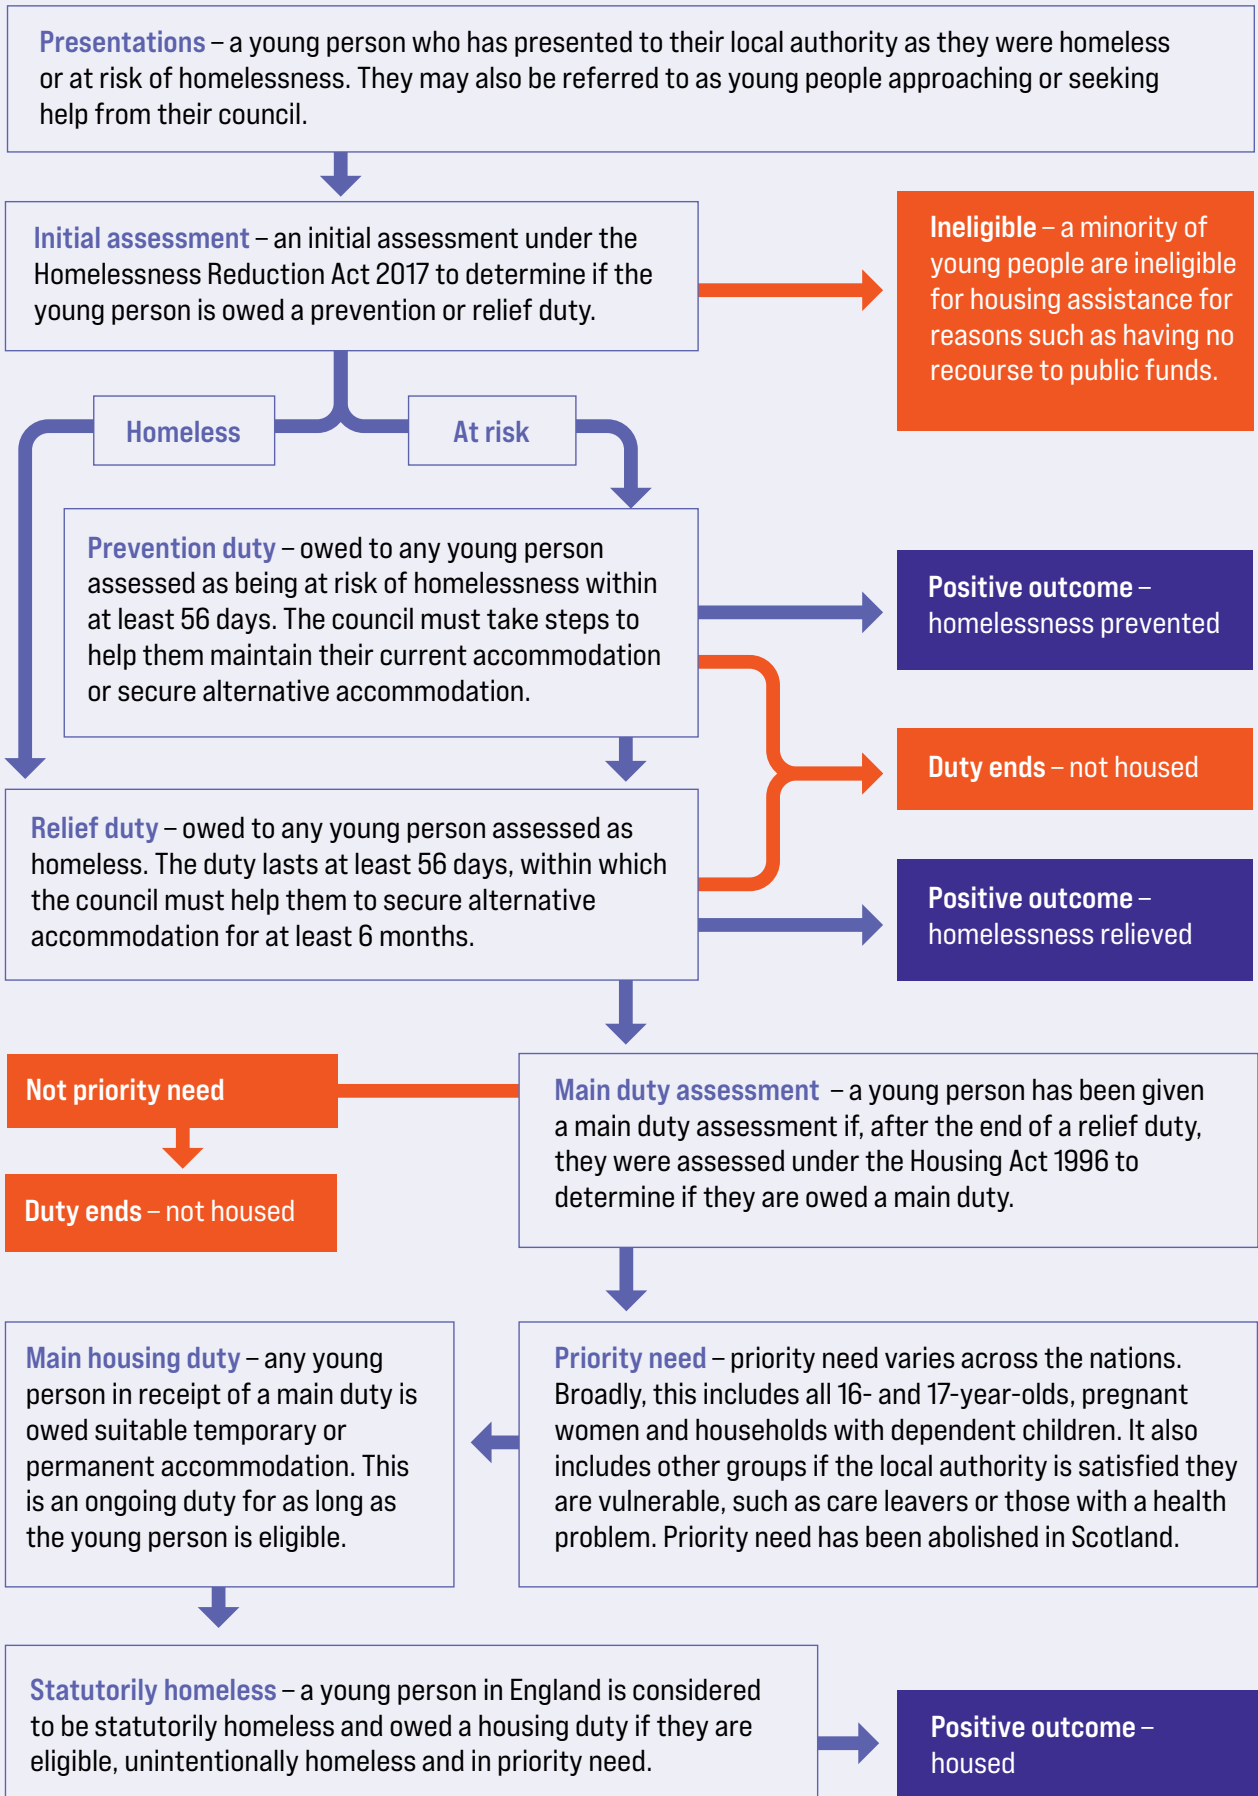 Presentations – a young person who has presented to their local authority as they were homeless
or at risk of homelessness. They may also be referred to as young people approaching or seeking
help from their council.
Initial assessment – an initial assessment under the
Homelessness Reduction Act 2017 to determine if the
young person is owed a prevention or relief duty.
Ineligible – a minority of
young people are ineligible
for housing assistance for
reasons such as having no
recourse to public funds.
Homeless
At risk
Prevention duty – owed to any young person
assessed as being at risk of homelessness within
at least 56 days. The council must take steps to
help them maintain their current accommodation
or secure alternative accommodation.
Positive outcome –
homelessness prevented
Duty ends – not housed
Relief duty – owed to any young person assessed as
homeless. The duty lasts at least 56 days, within which
the council must help them to secure alternative
accommodation for at least 6 months.
Positive outcome –
homelessness relieved
Not priority need
Duty ends – not housed
Main duty assessment – a young person has been given
a main duty assessment if, after the end of a relief duty,
they were assessed under the Housing Act 1996 to
determine if they are owed a main duty.
Main housing duty – any young
person in receipt of a main duty is
owed suitable temporary or
permanent accommodation. This
is an ongoing duty for as long as
the young person is eligible.
Priority need – priority need varies across the nations.
Broadly, this includes all 16- and 17-year-olds, pregnant
women and households with dependent children. It also
includes other groups if the local authority is satisfied they
are vulnerable, such as care leavers or those with a health
problem. Priority need has been abolished in Scotland.
Statutorily homeless – a young person in England is considered
to be statutorily homeless and owed a housing duty if they are
eligible, unintentionally homeless and in priority need.
Positive outcome –
housed